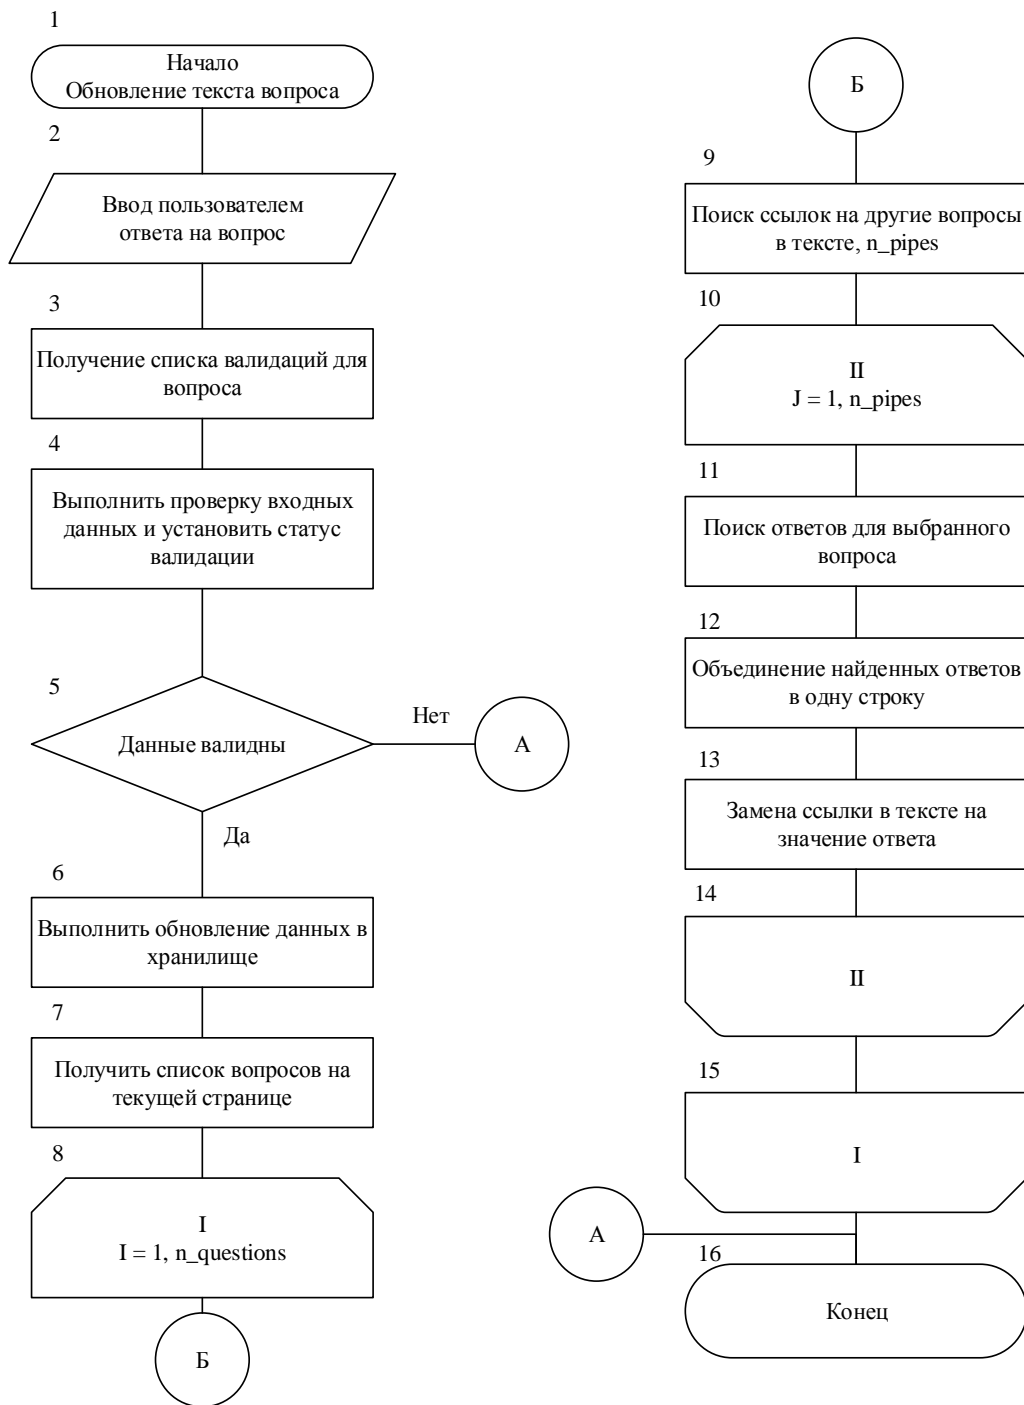 1
Начало
Обновление текста вопроса
2
Ввод пользователем
ответа на вопрос
3
Получение списка валидаций для
вопроса
4
Выполнить проверку входных
данных и установить статус
валидации
5
Данные валидны
Нет
А
Да
6
Выполнить обновление данных в
хранилище
7
Получить список вопросов на
текущей странице
8
I
I = 1, n_questions
Б
Б
9
Поиск ссылок на другие вопросы
в тексте, n_pipes
10
II
J = 1, n_pipes
11
Поиск ответов для выбранного
вопроса
12
Объединение найденных ответов
в одну строку
13
Замена ссылки в тексте на
значение ответа
14
II
15
I
А
16
Конец